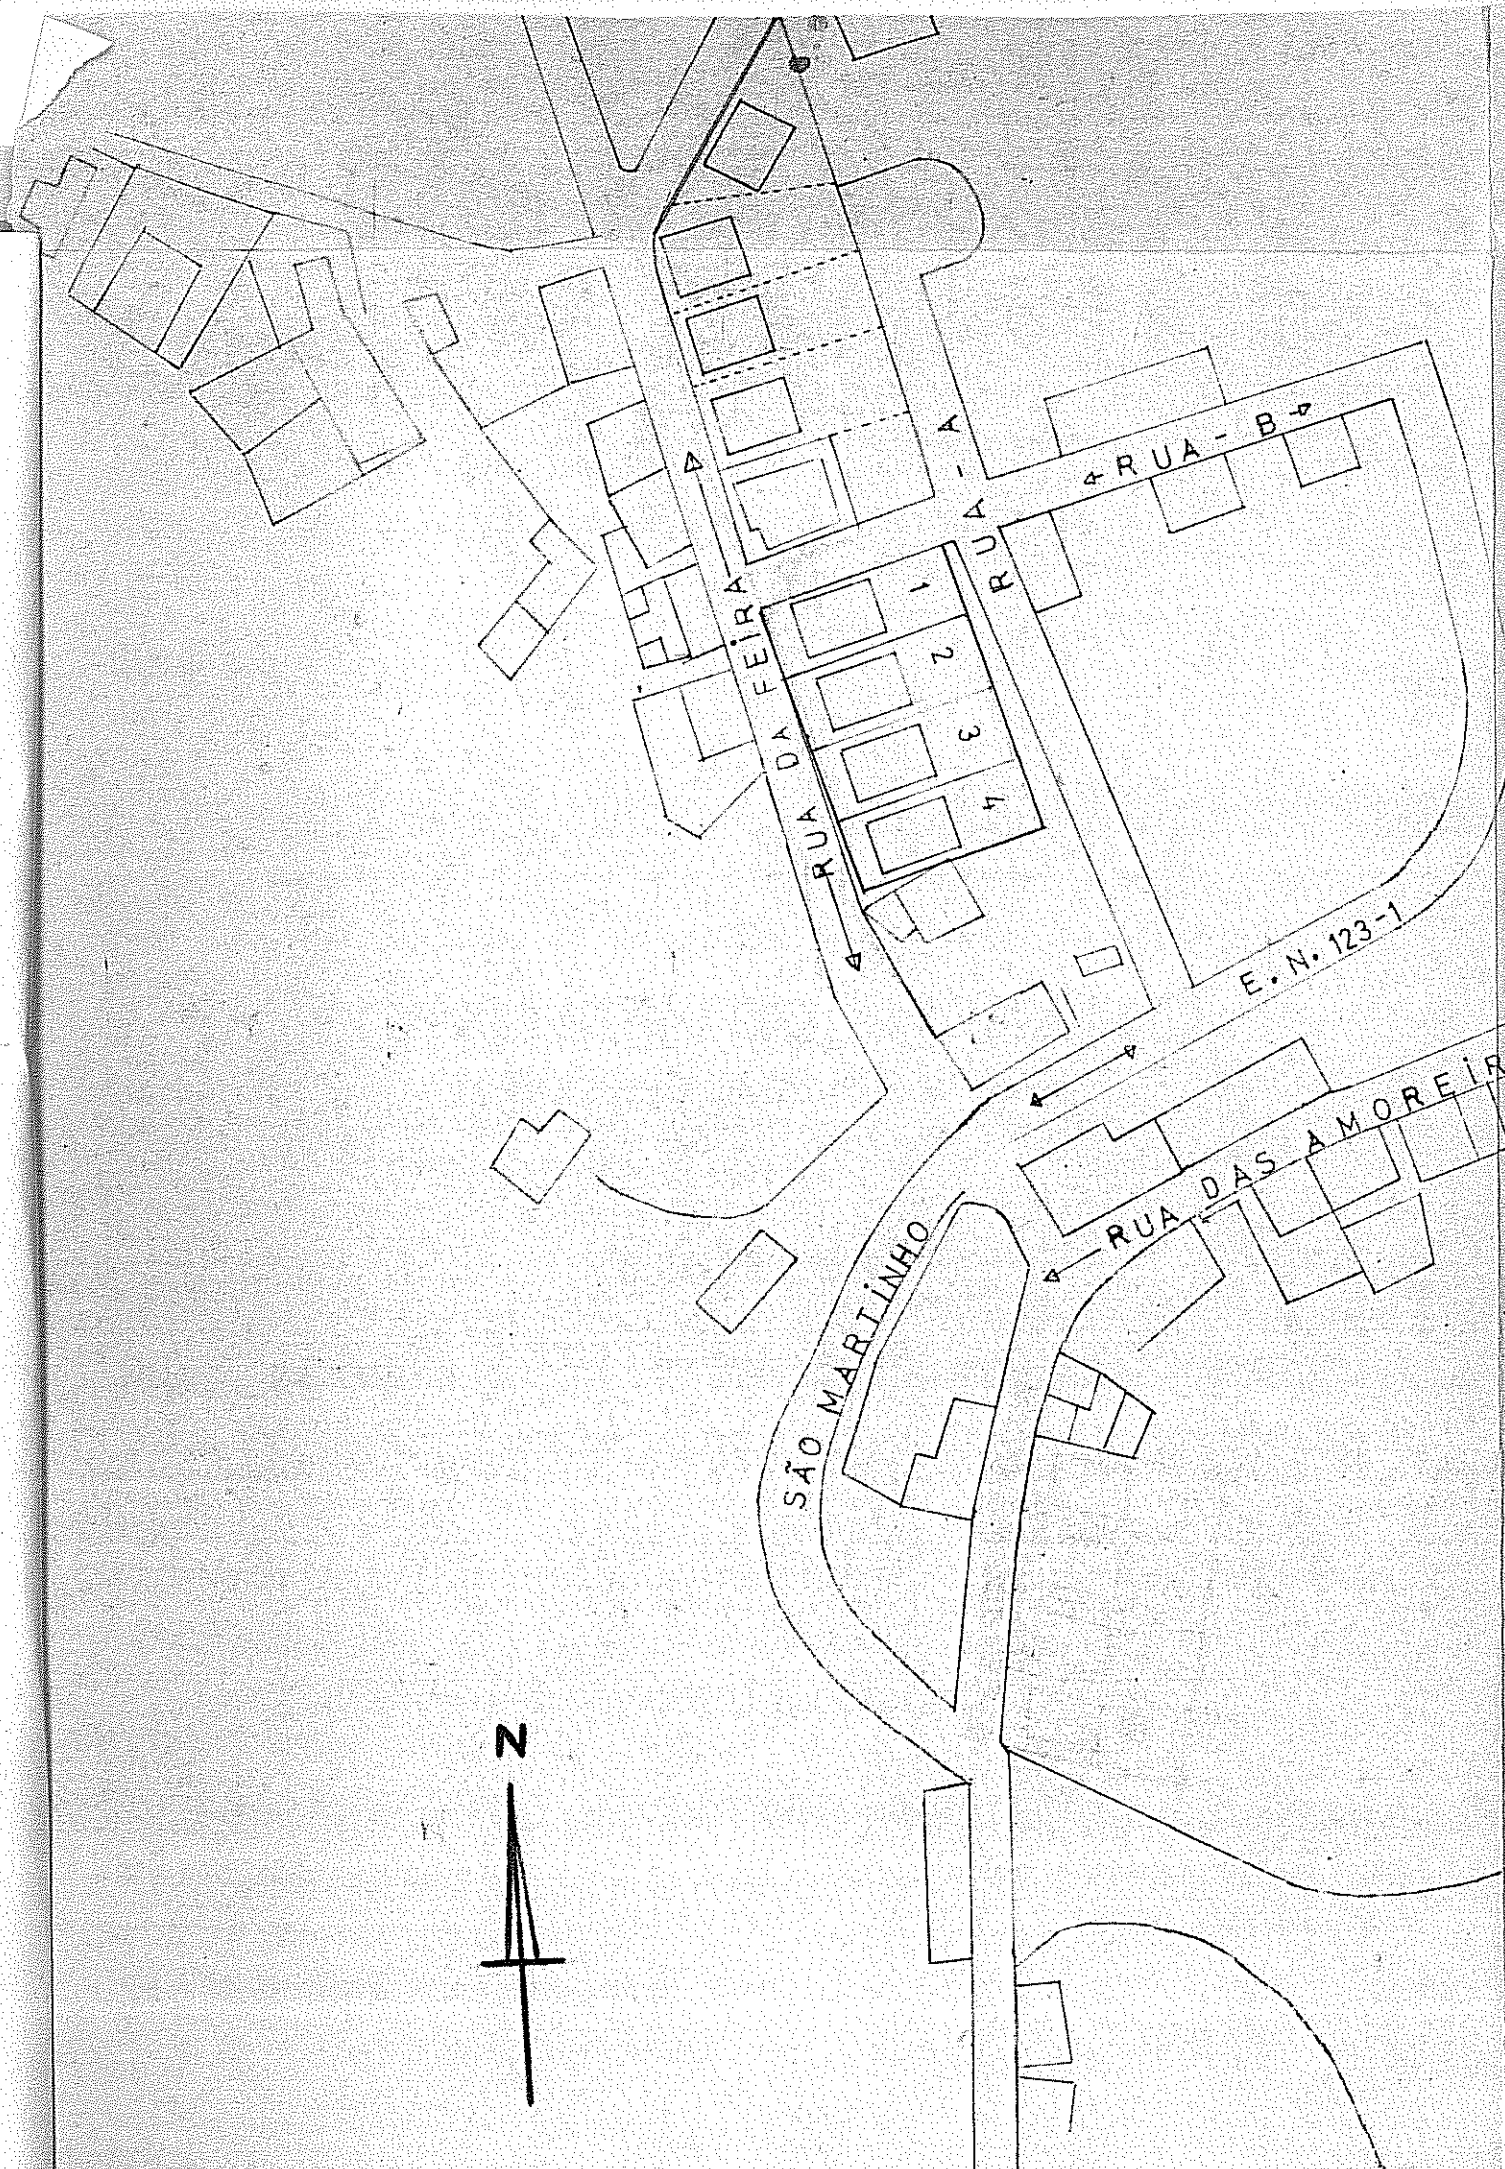 RUA - A
RUA - B
1
2
3
4
RUA DA FEIRA
E. N. 123-1
RUA DAS AMOREIR
SÃO MARTINHO
N